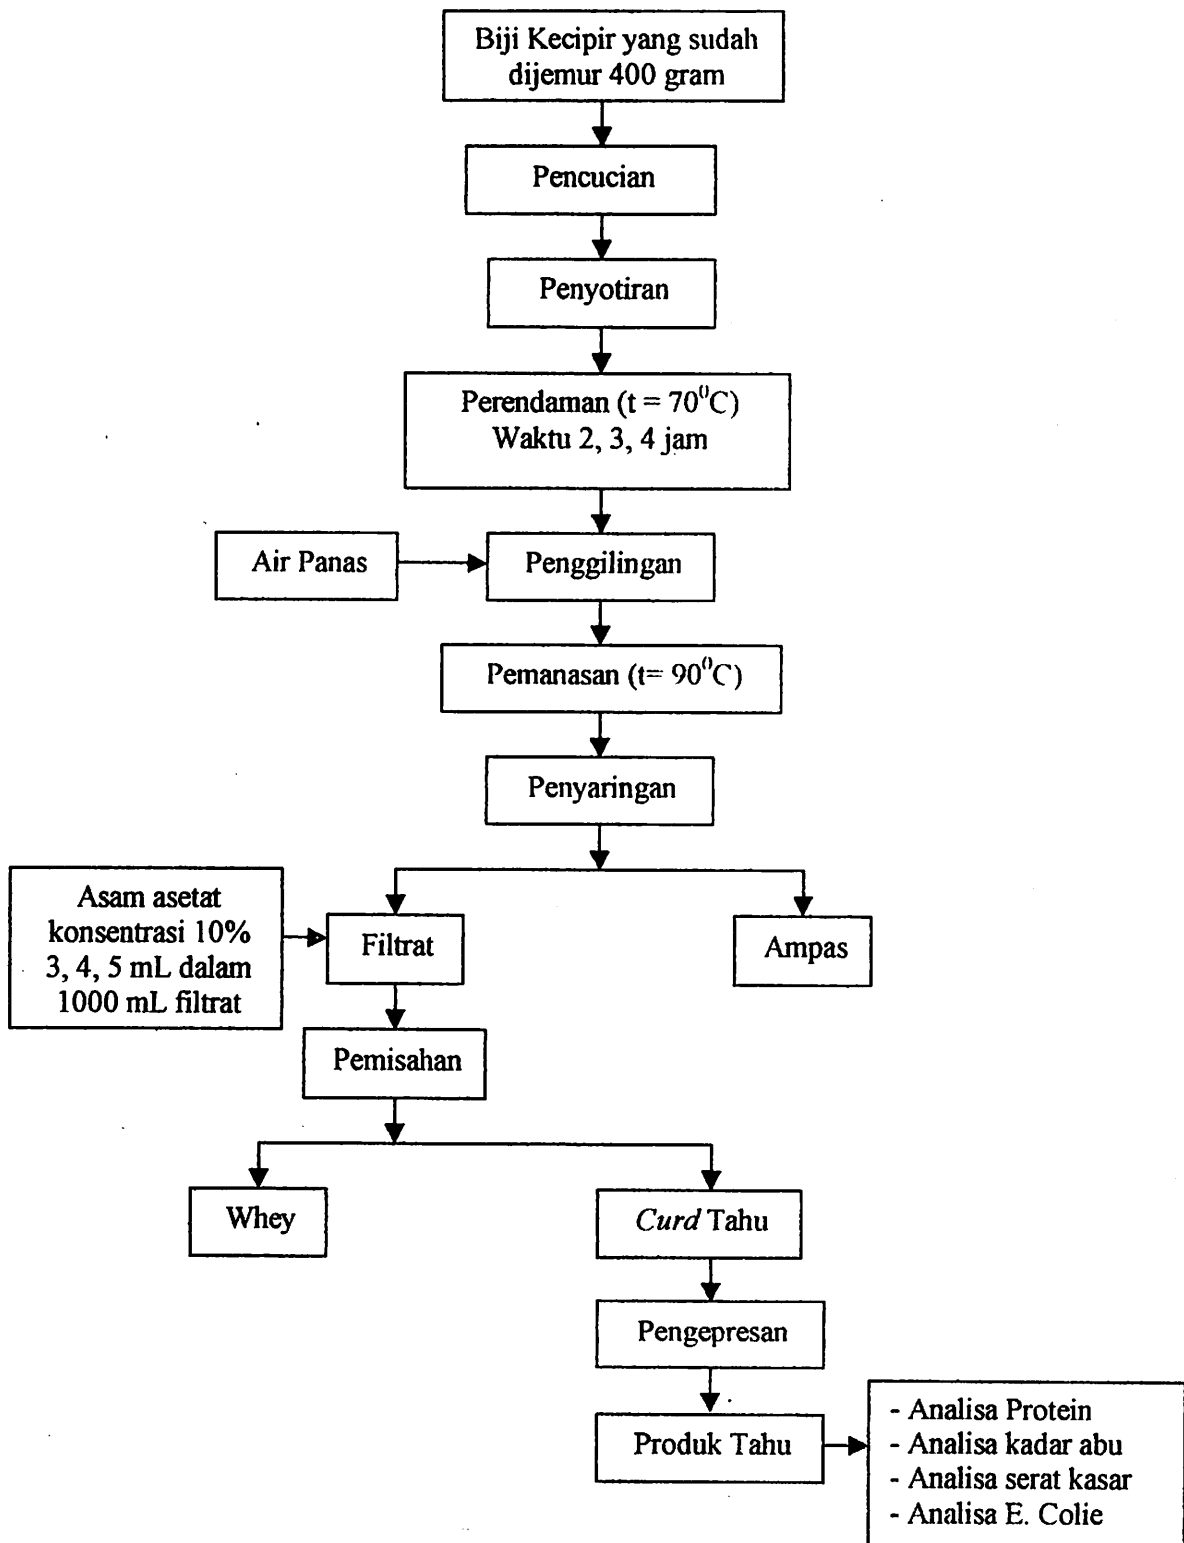 Biji Kecipir yang sudah
dijemur 400 gram
Pencucian
Penyotiran
Perendaman (t = 70⁰C)
Waktu 2, 3, 4 jam
Air Panas
Penggilingan
Pemanasan (t= 90⁰C)
Penyaringan
Asam asetat
konsentrasi 10%
3, 4, 5 mL dalam
1000 mL filtrat
Filtrat
Ampas
Pemisahan
Whey
Curd Tahu
Pengepresan
Produk Tahu
- Analisa Protein
- Analisa kadar abu
- Analisa serat kasar
- Analisa E. Colie